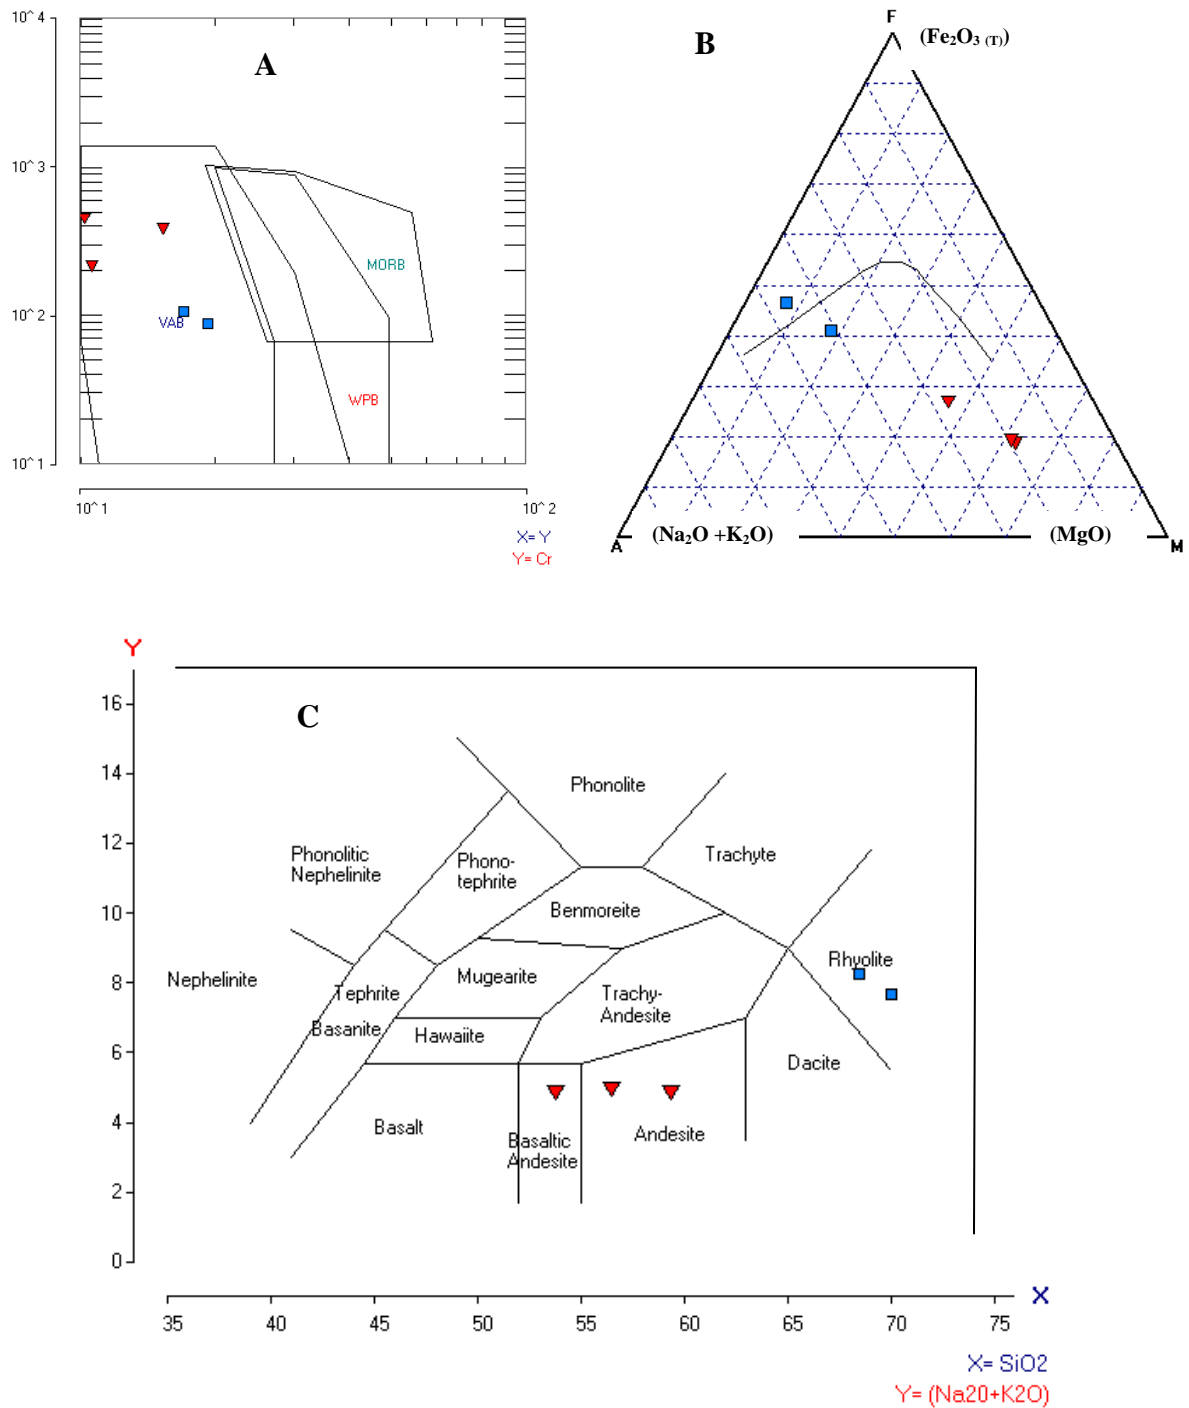 A
10^4
10^3
10^2
10^1
10^1
10^2
MORB
VAB
WPB
X= Y
Y= Cr
B
F
(Fe₂O₃ (T))
A
(Na₂O +K₂O)
(MgO)
M
Y
C
16
14
12
10
8
6
4
2
0
Phonolite
Phonolitic
Nephelinite
Phono-
tephrite
Trachyte
Benmoreite
Rhyolite
Nephelinite
Tephrite
Mugearite
Trachy-
Andesite
Basanite
Hawaiite
Dacite
Basalt
Basaltic
Andesite
Andesite
35
40
45
50
55
60
65
70
75
X
X= SiO2
Y= (Na20+K2O)